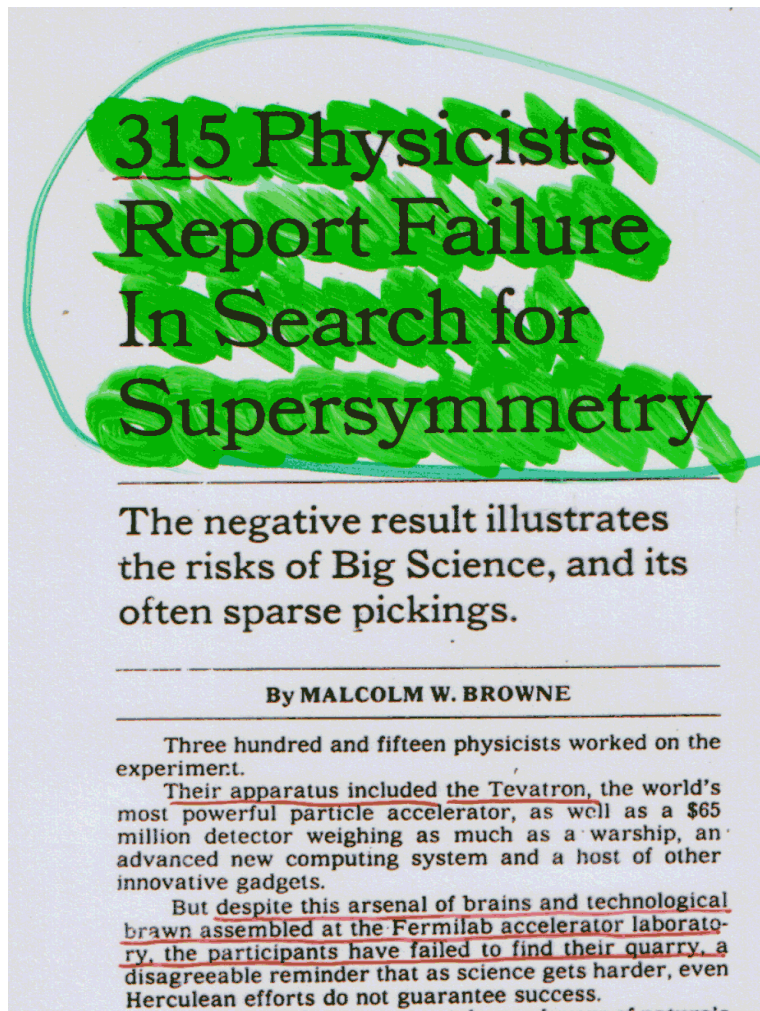 315 Physicists
Report Failure
In Search for
Supersymmetry
The negative result illustrates
the risks of Big Science, and its
often sparse pickings.
By MALCOLM W. BROWNE
Three hundred and fifteen physicists worked on the
experiment.
Their apparatus included the Tevatron, the world's
most powerful particle accelerator, as well as a $65
million detector weighing as much as a warship, an
advanced new computing system and a host of other
innovative gadgets.
But despite this arsenal of brains and technological
brawn assembled at the Fermilab accelerator laborato-
ry, the participants have failed to find their quarry, a
disagreeable reminder that as science gets harder, even
Herculean efforts do not guarantee success.